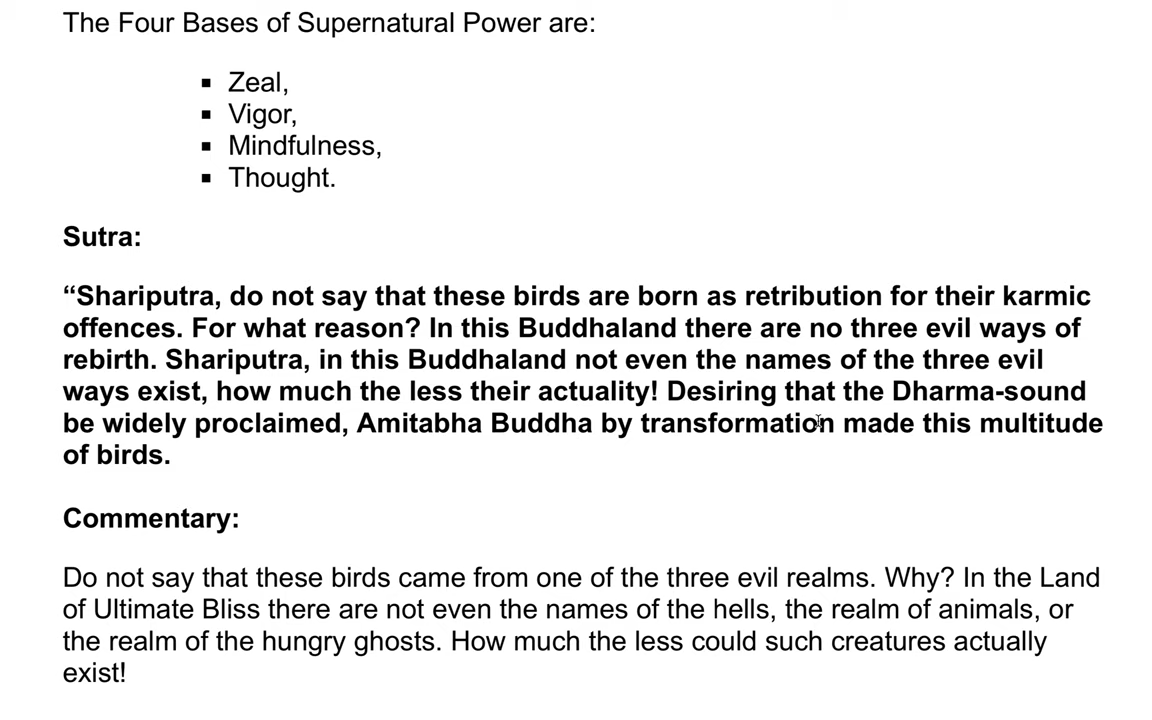 The Four Bases of Supernatural Power are:
▪ Zeal,
▪ Vigor,
▪ Mindfulness,
▪ Thought.
Sutra:
“Shariputra, do not say that these birds are born as retribution for their karmic
offences. For what reason? In this Buddhaland there are no three evil ways of
rebirth. Shariputra, in this Buddhaland not even the names of the three evil
ways exist, how much the less their actuality! Desiring that the Dharma-sound
be widely proclaimed, Amitabha Buddha by transformation made this multitude
of birds.
Commentary:
Do not say that these birds came from one of the three evil realms. Why? In the Land
of Ultimate Bliss there are not even the names of the hells, the realm of animals, or
the realm of the hungry ghosts. How much the less could such creatures actually
exist!